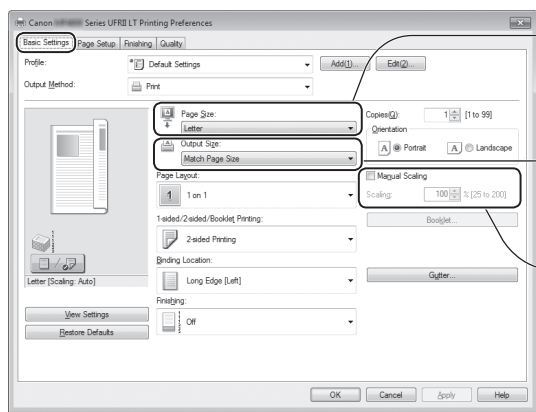 Canon Series UFRII LT Printing Preferences
Basic Settings Page Setup Finishing Quality
Profile: Default Settings Add(1)... Edit(2)...
Output Method: Print
Page Size:
Letter
Copies(Q): 1 [1 to 99]
Orientation
A Portrait A Landscape
Output Size:
Match Page Size
Page Layout:
1 1 on 1
Manual Scaling
Scaling: 100 % [25 to 200]
1-sided/2-sided/Booklet Printing:
2-sided Printing
Booklet...
Binding Location:
Long Edge [Left]
Gutter...
Letter [Scaling: Auto]
Finishing:
Off
View Settings
Restore Defaults
OK Cancel Apply Help